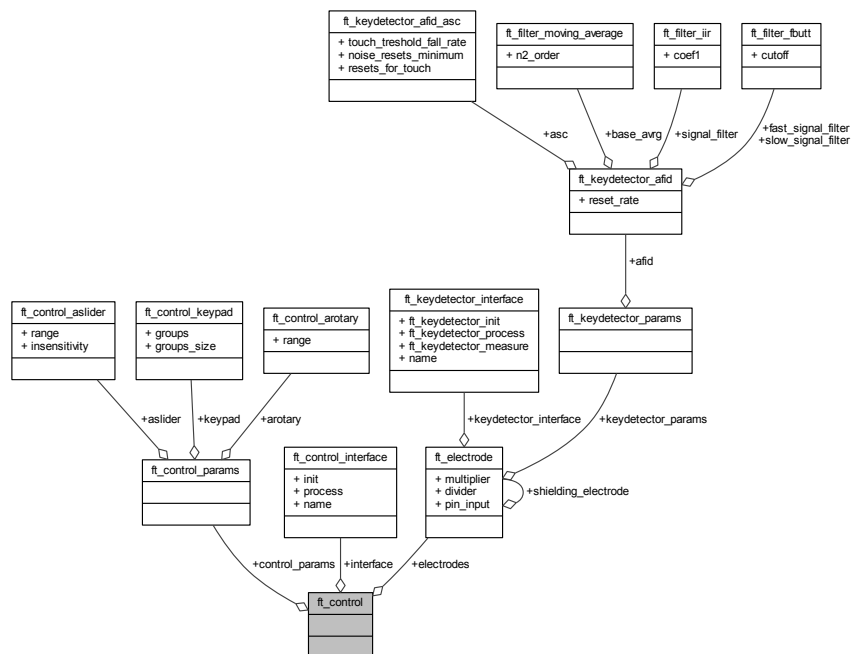 ft_keydetector_afid_asc
+ touch_treshold_fall_rate
+ noise_resets_minimum
+ resets_for_touch
ft_filter_moving_average
+ n2_order
ft_filter_iir
+ coef1
ft_filter_fbutt
+ cutoff
+asc
+base_avrg
+signal_filter
+fast_signal_filter
+slow_signal_filter
ft_keydetector_afid
+ reset_rate
+afid
ft_control_aslider
+ range
+ insensitivity
ft_control_keypad
+ groups
+ groups_size
ft_control_arotary
+ range
ft_keydetector_interface
+ ft_keydetector_init
+ ft_keydetector_process
+ ft_keydetector_measure
+ name
ft_keydetector_params
+aslider
+keypad
+arotary
+keydetector_interface
+keydetector_params
ft_control_params
ft_control_interface
+ init
+ process
+ name
ft_electrode
+ multiplier
+ divider
+ pin_input
+shielding_electrode
+control_params
+interface
+electrodes
ft_control